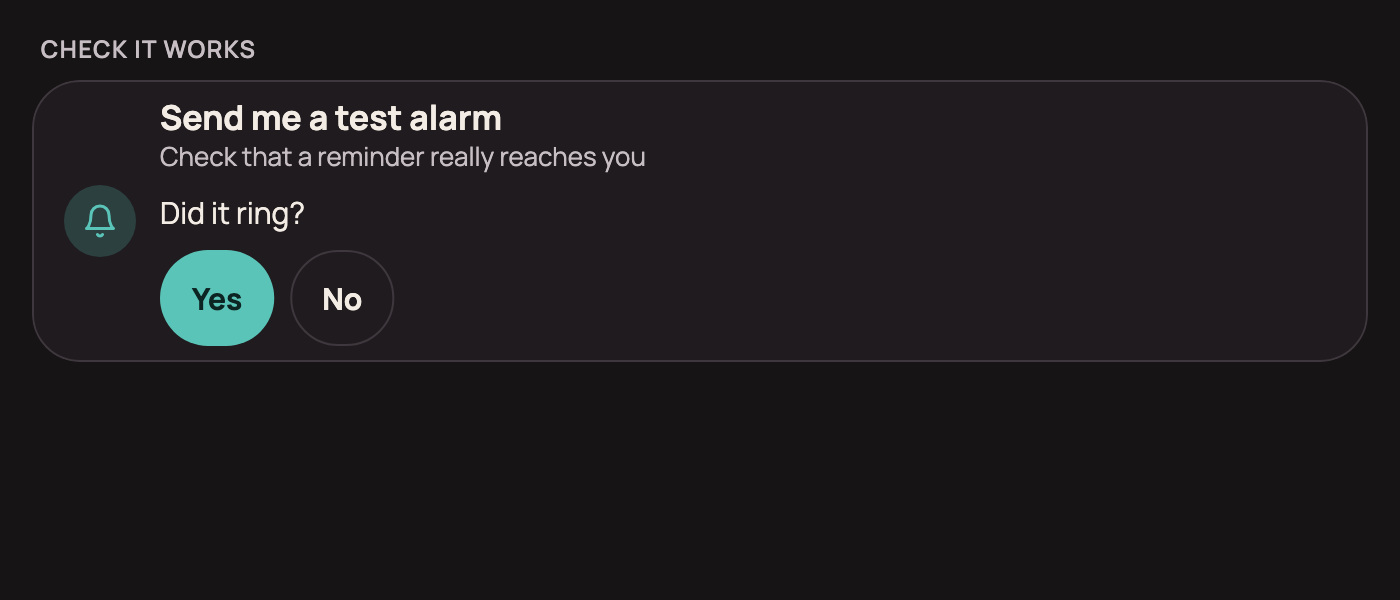 CHECK IT WORKS
Send me a test alarm
Check that a reminder really reaches you
Did it ring?
Yes
No